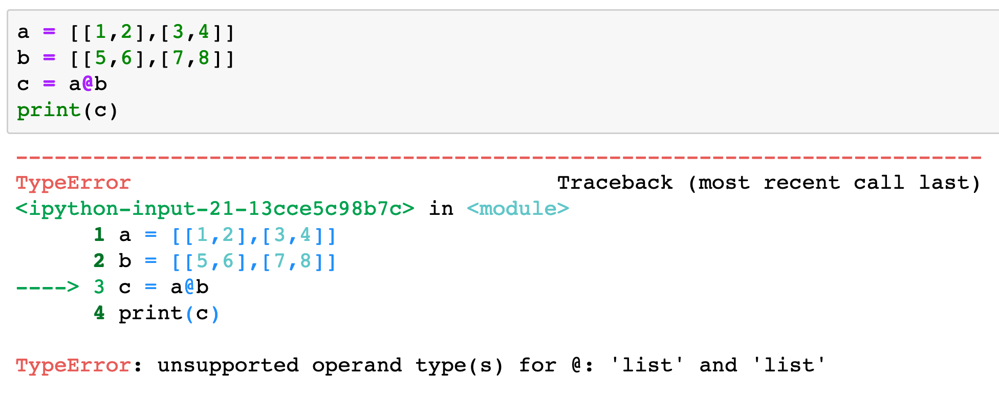 a = [[1,2],[3,4]]
b = [[5,6],[7,8]]
c = a@b
print(c)
---------------------------------------------------------------------------
TypeError                                 Traceback (most recent call last)
<ipython-input-21-13cce5c98b7c> in <module>
      1 a = [[1,2],[3,4]]
      2 b = [[5,6],[7,8]]
----> 3 c = a@b
      4 print(c)
TypeError: unsupported operand type(s) for @: 'list' and 'list'